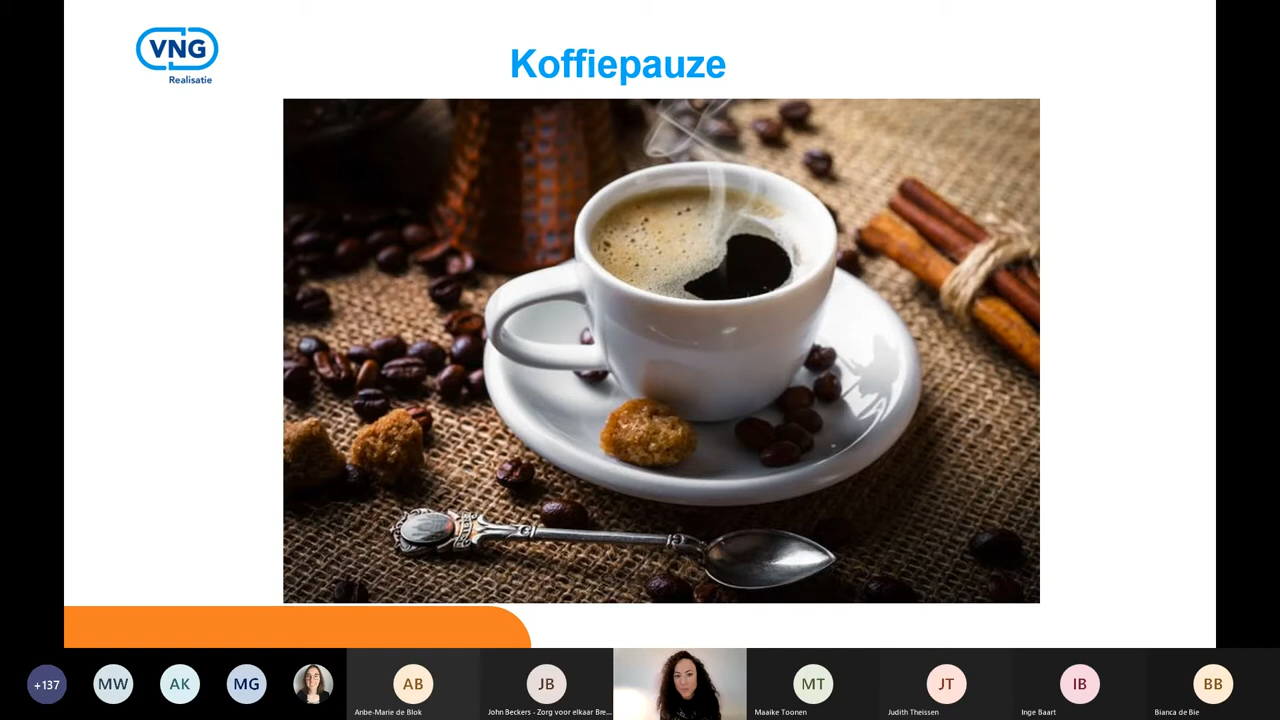 VNG
Realisatie
Koffiepauze
+137
MW
AK
MG
AB
JB
MT
JT
IB
BB
Anbe-Marie de Blok
John Beckers - Zorg voor elkaar Bre...
Maaike Toonen
Judith Theissen
Inge Baart
Bianca de Bie